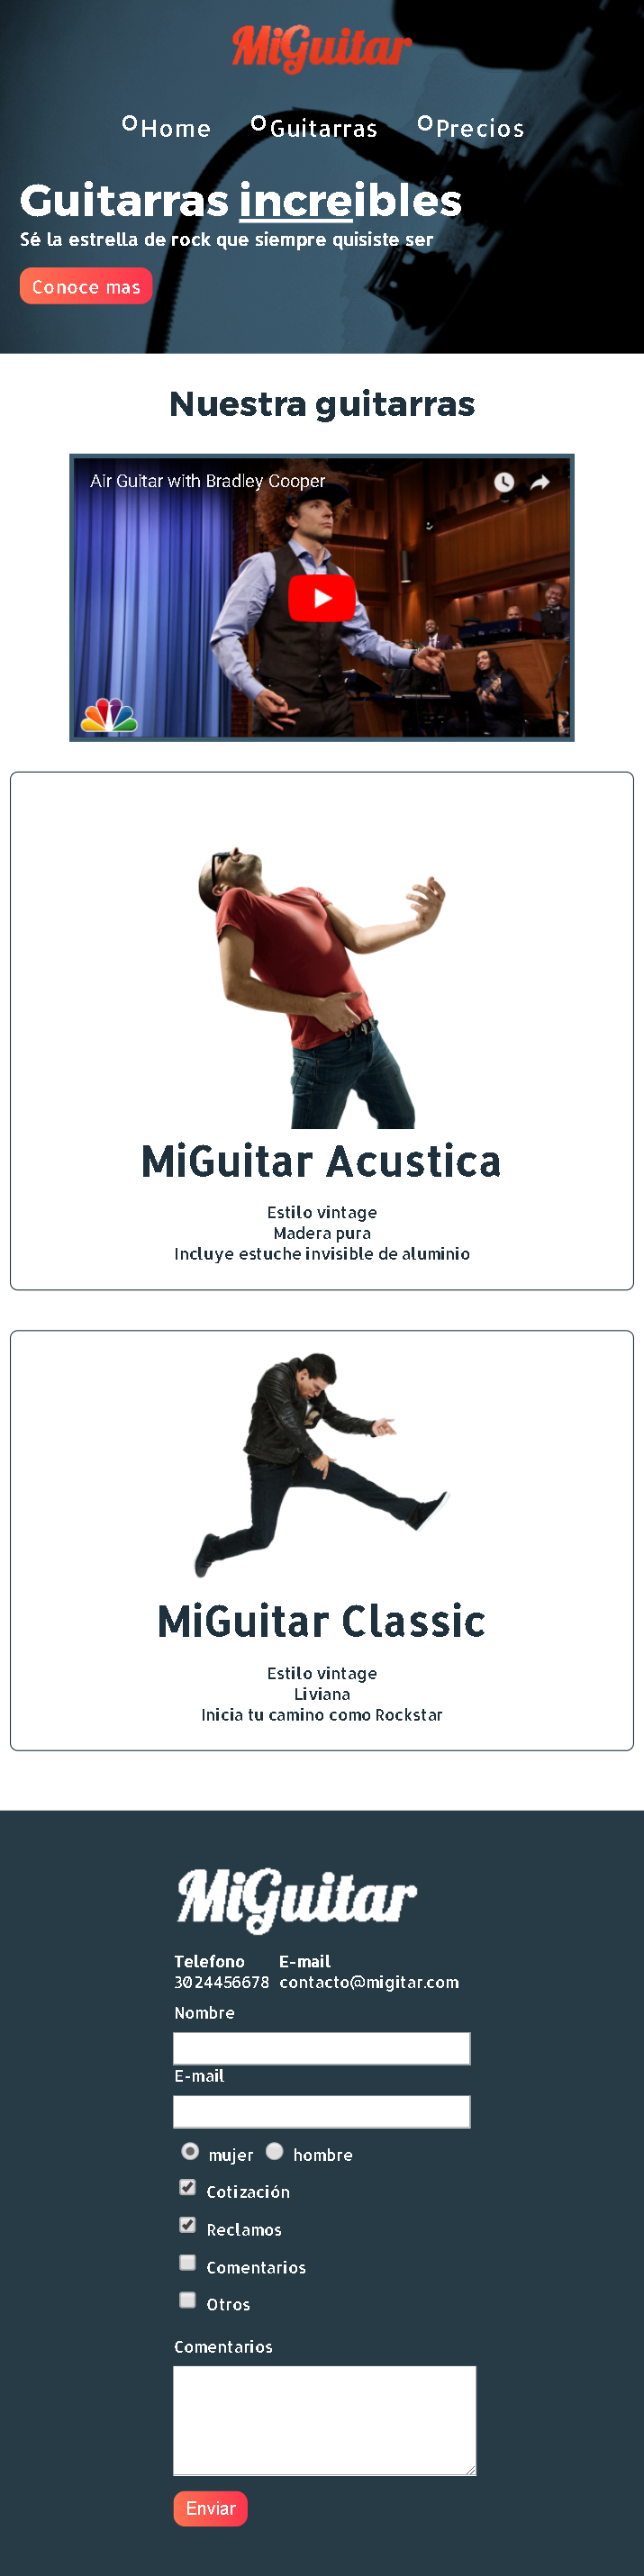 MiGuitar
Home Guitarras Precios
Guitarras increibles
Sé la estrella de rock que siempre quisiste ser
Conoce mas
Nuestra guitarras
Air Guitar with Bradley Cooper
MiGuitar Acustica
Estilo vintage
Madera pura
Incluye estuche invisible de aluminio
MiGuitar Classic
Estilo vintage
Liviana
Inicia tu camino como Rockstar
MiGuitar
Telefono E-mail
3024456678 contacto@migitar.com
Nombre
E-mail
mujer hombre
Cotización
Reclamos
Comentarios
Otros
Comentarios
Enviar